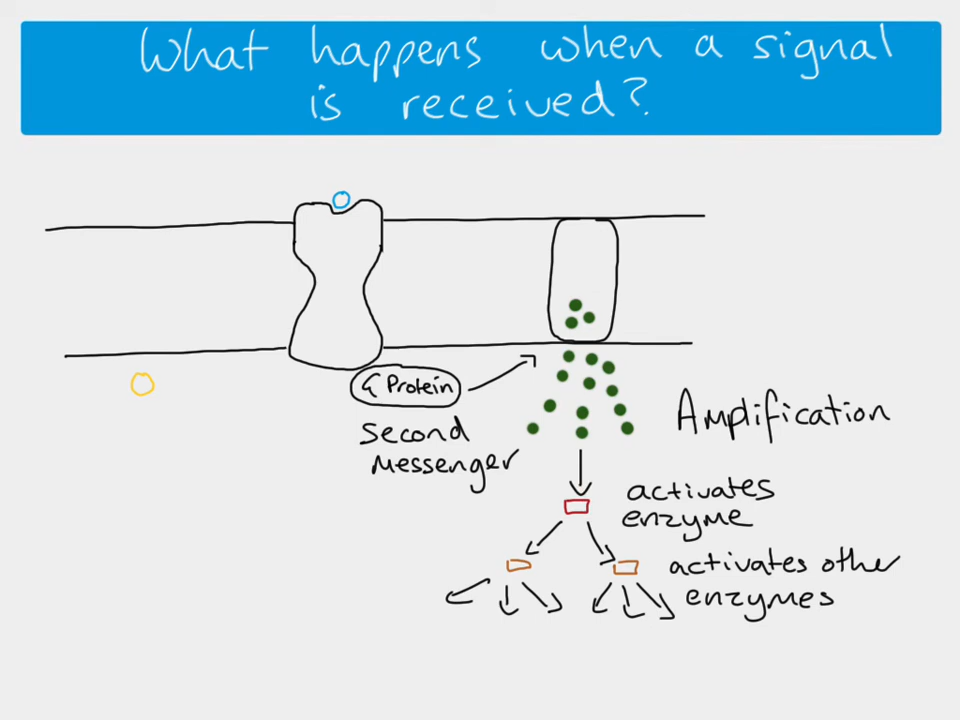 What happens when a signal
is received?
G Protein
second
messenger
Amplification
activates
enzyme
activates other
enzymes